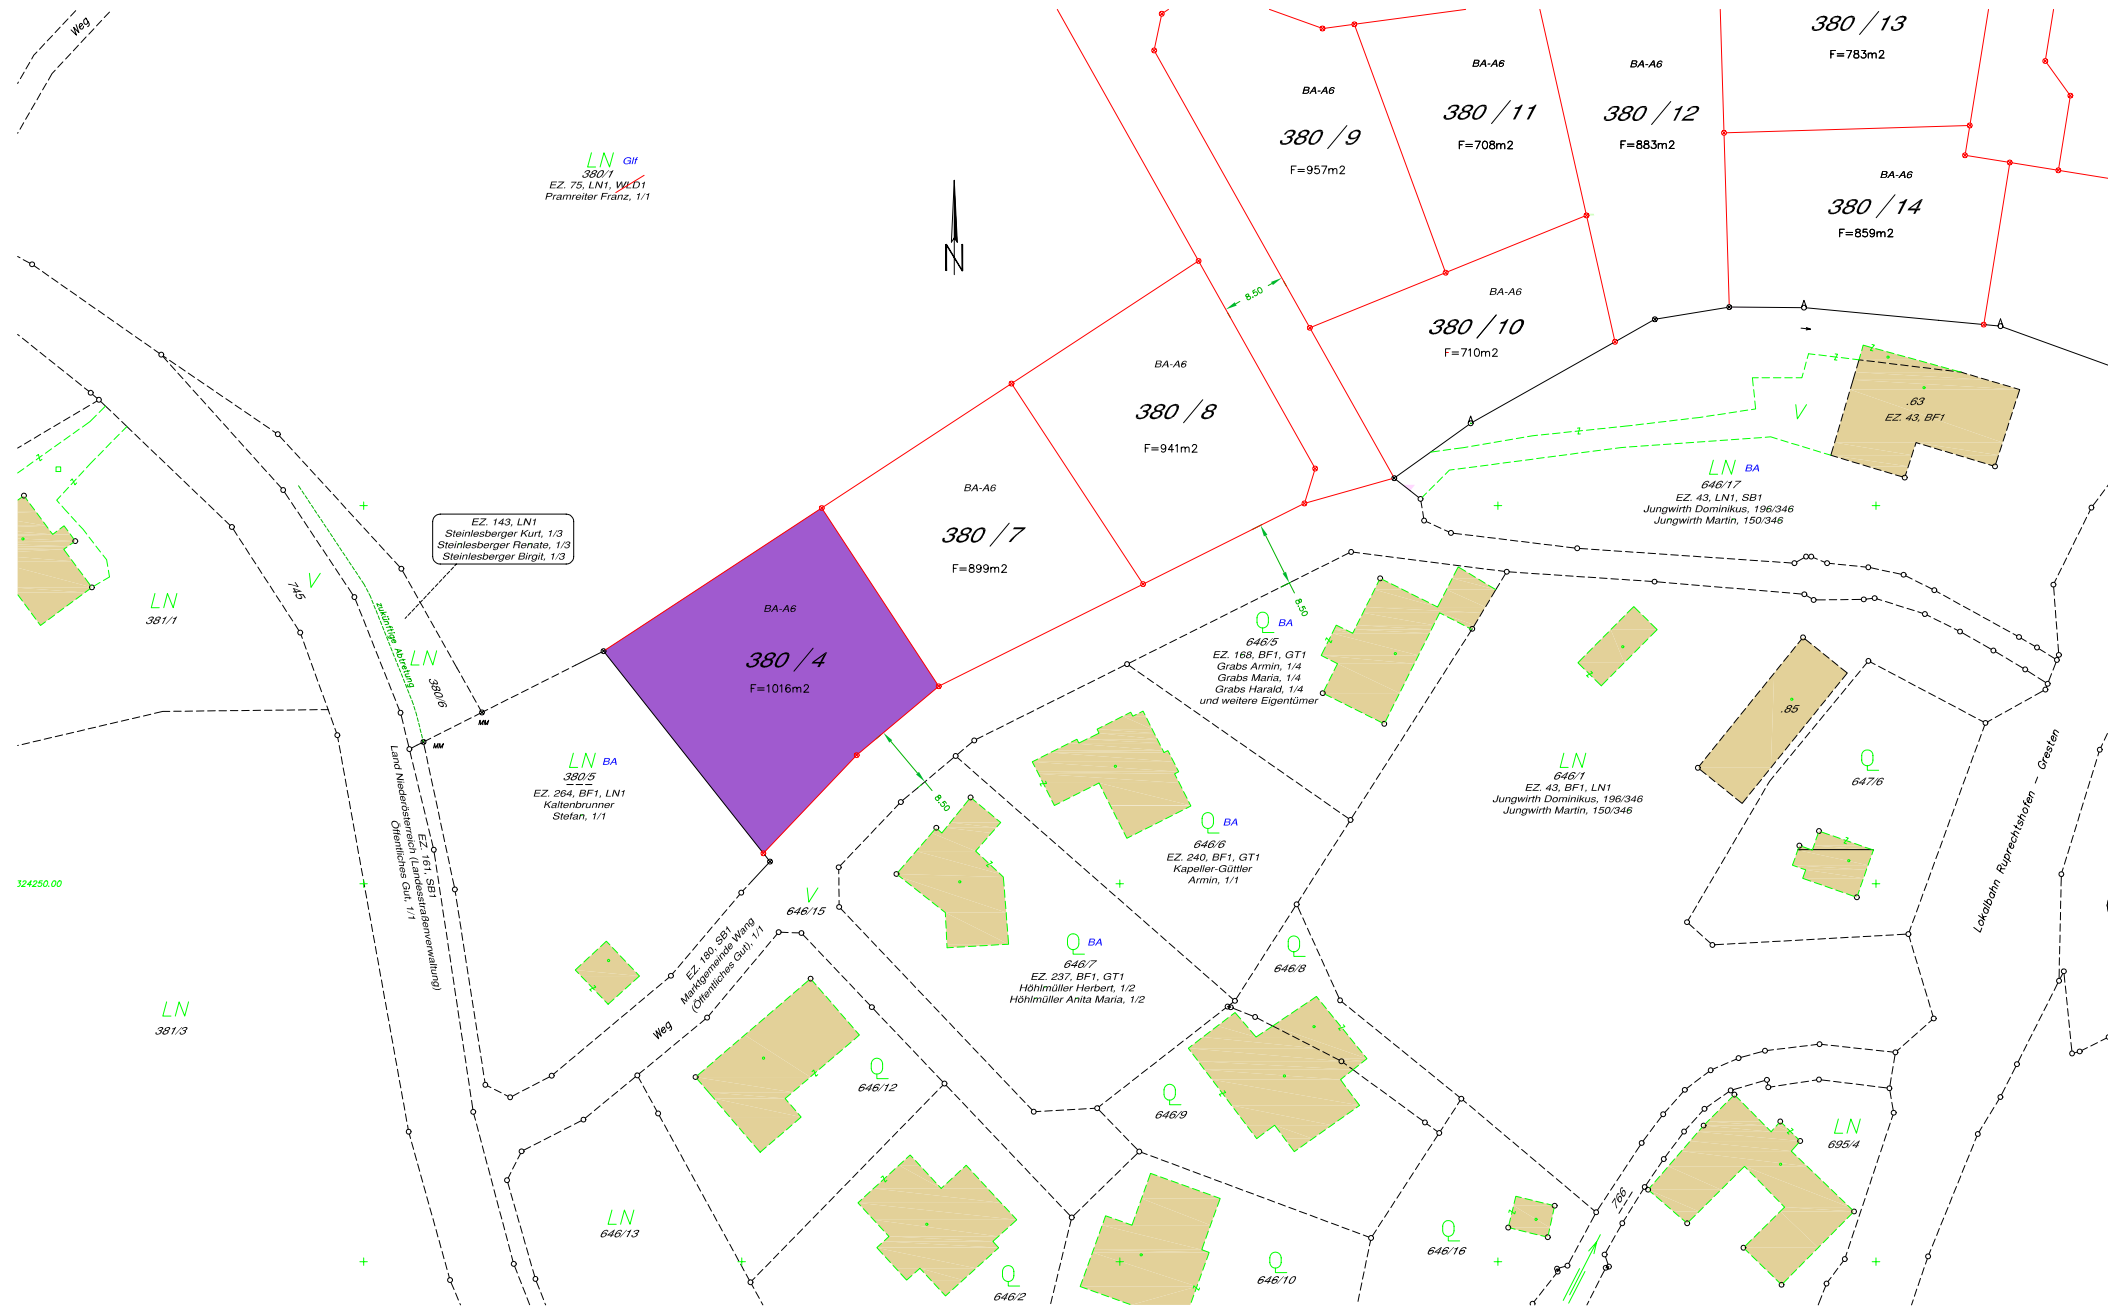 Weg
380 / 13
F=783m2
BA-A6
380 / 9
F=957m2
BA-A6
380 / 11
F=708m2
BA-A6
380 / 12
F=883m2
LN Glf
380/1
EZ. 75, LN1, WLD1
Pramreiter Franz, 1/1
N
BA-A6
380 / 14
F=859m2
8.50
BA-A6
380 / 10
F=710m2
BA-A6
380 / 8
F=941m2
V
.63
EZ. 43, BF1
LN BA
646/17
EZ. 43, LN1, SB1
Jungwirth Dominikus, 196/346
Jungwirth Martin, 150/346
BA-A6
380 / 7
F=899m2
EZ. 143, LN1
Steinlesberger Kurt, 1/3
Steinlesberger Renate, 1/3
Steinlesberger Birgit, 1/3
V
745
LN
381/1
zukünftige Abtretung
LN
380/6
MM
MM
BA-A6
380 / 4
F=1016m2
8.50
Q BA
646/5
EZ. 168, BF1, GT1
Grabs Armin, 1/4
Grabs Maria, 1/4
Grabs Harald, 1/4
und weitere Eigentümer
.85
LN BA
380/5
EZ. 264, BF1, LN1
Kaltenbrunner
Stefan, 1/1
8.50
LN
646/1
EZ. 43, BF1, LN1
Jungwirth Dominikus, 196/346
Jungwirth Martin, 150/346
Q
647/6
Lokalbahn Ruprechtshofen - Gresten
Q BA
646/6
EZ. 240, BF1, GT1
Kapeller-Güttler
Armin, 1/1
EZ. 161, SB1
Land Niederösterreich (Landesstraßenverwaltung)
Öffentliches Gut, 1/1
324250.00
V
646/15
EZ. 180, SB1
Marktgemeinde Wang
(Öffentliches Gut), 1/1
Weg
Q BA
646/7
EZ. 237, BF1, GT1
Höhlmüller Herbert, 1/2
Höhlmüller Anita Maria, 1/2
Q
646/8
LN
381/3
Q
646/12
Q
646/9
LN
695/4
766
LN
646/13
Q
646/2
Q
646/10
Q
646/16